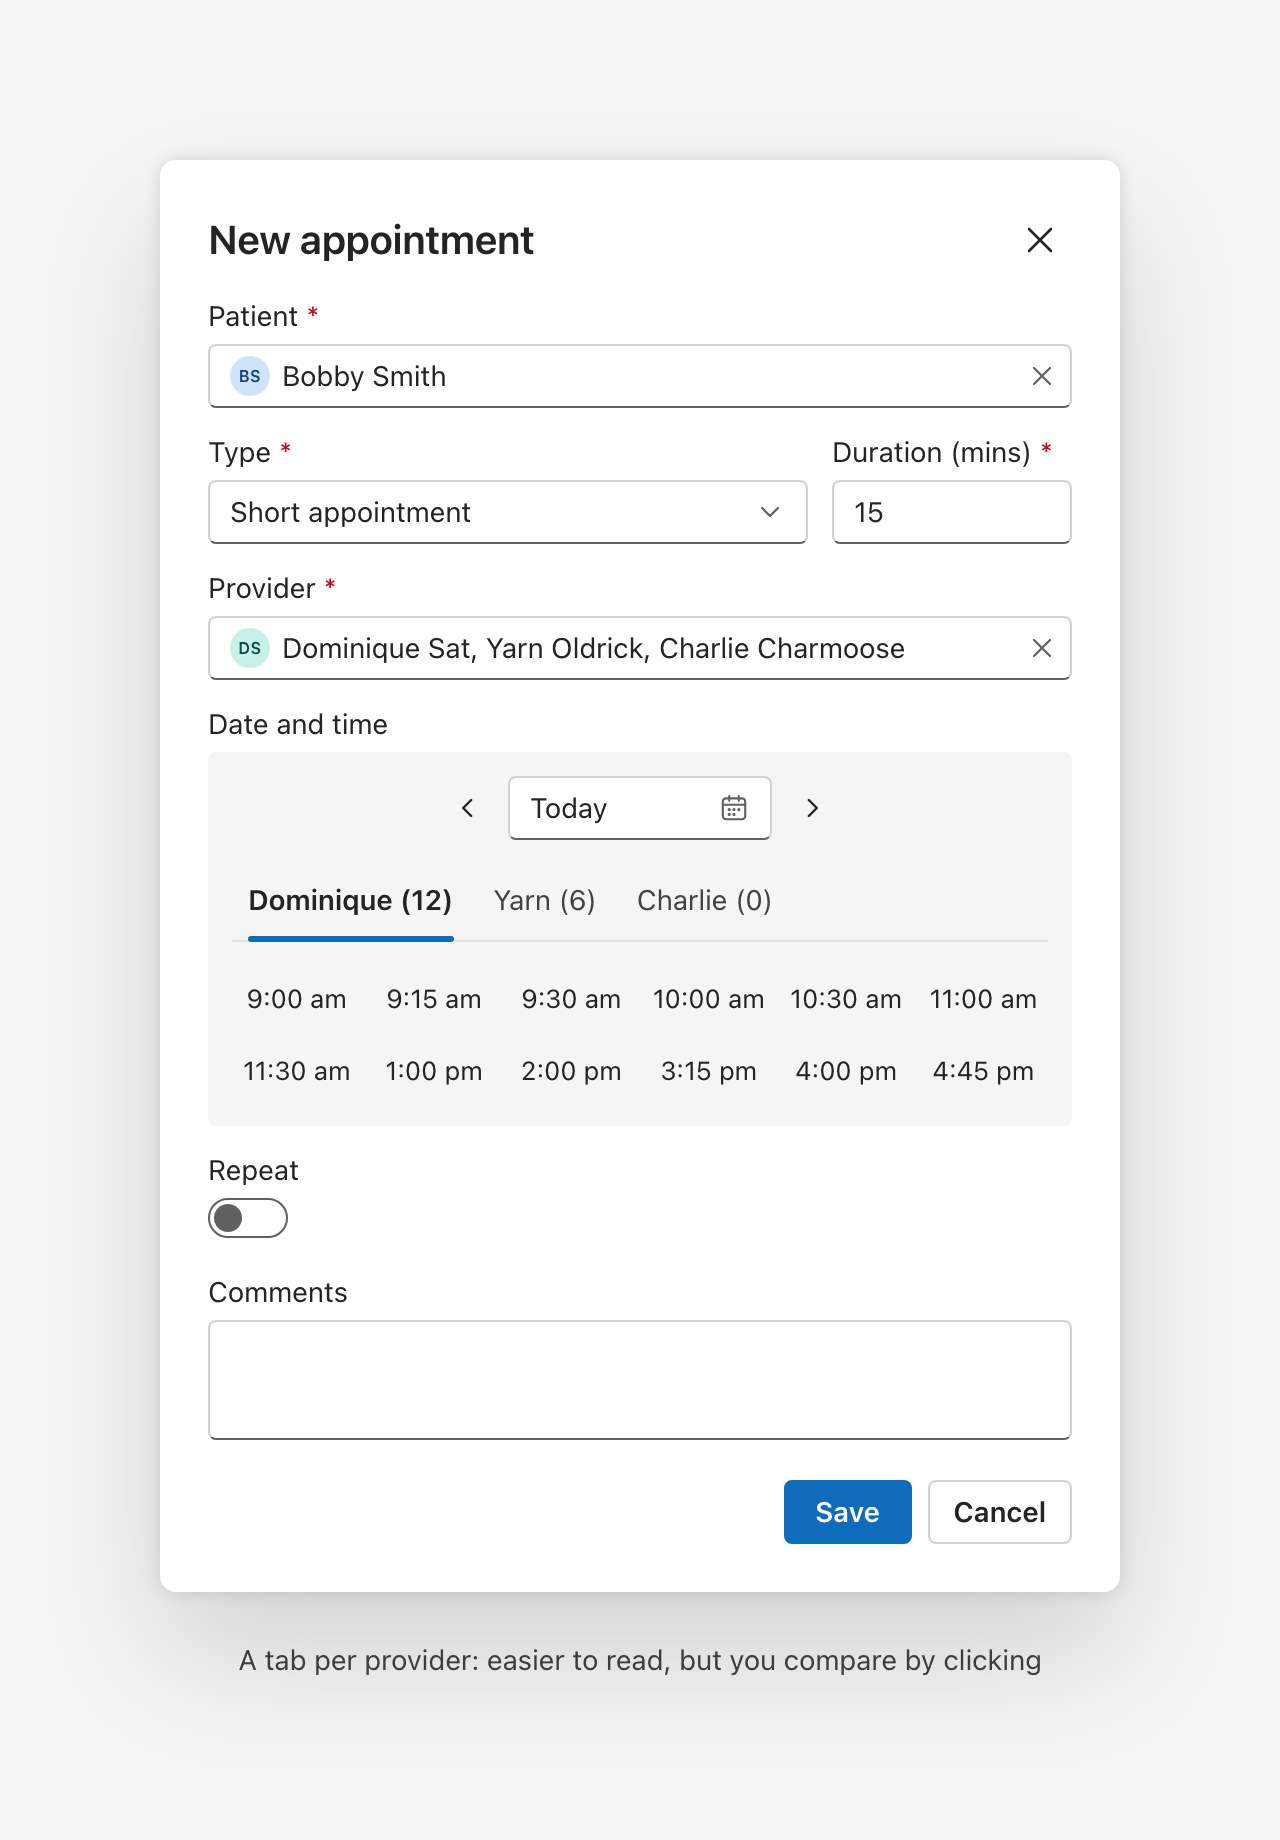 New appointment
Patient *
BS Bobby Smith
Type * Duration (mins) *
Short appointment 15
Provider *
DS Dominique Sat, Yarn Oldrick, Charlie Charmoose
Date and time
Today
Dominique (12) Yarn (6) Charlie (0)
9:00 am 9:15 am 9:30 am 10:00 am 10:30 am 11:00 am
11:30 am 1:00 pm 2:00 pm 3:15 pm 4:00 pm 4:45 pm
Repeat
Comments
Save Cancel
A tab per provider: easier to read, but you compare by clicking